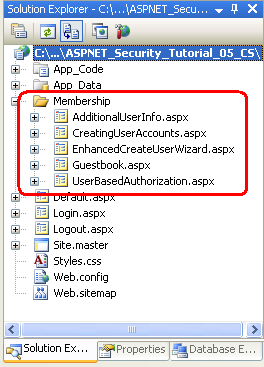 Solution Explorer - C:\...\ASPNET_Secu...
C:\...\ASPNET_Security_Tutorial_05_CS\
App_Code
App_Data
Membership
AdditionalUserInfo.aspx
CreatingUserAccounts.aspx
EnhancedCreateUserWizard.aspx
Guestbook.aspx
UserBasedAuthorization.aspx
Default.aspx
Login.aspx
Logout.aspx
Site.master
Styles.css
Web.config
Web.sitemap
Solution Ex...
Properties
Database E...